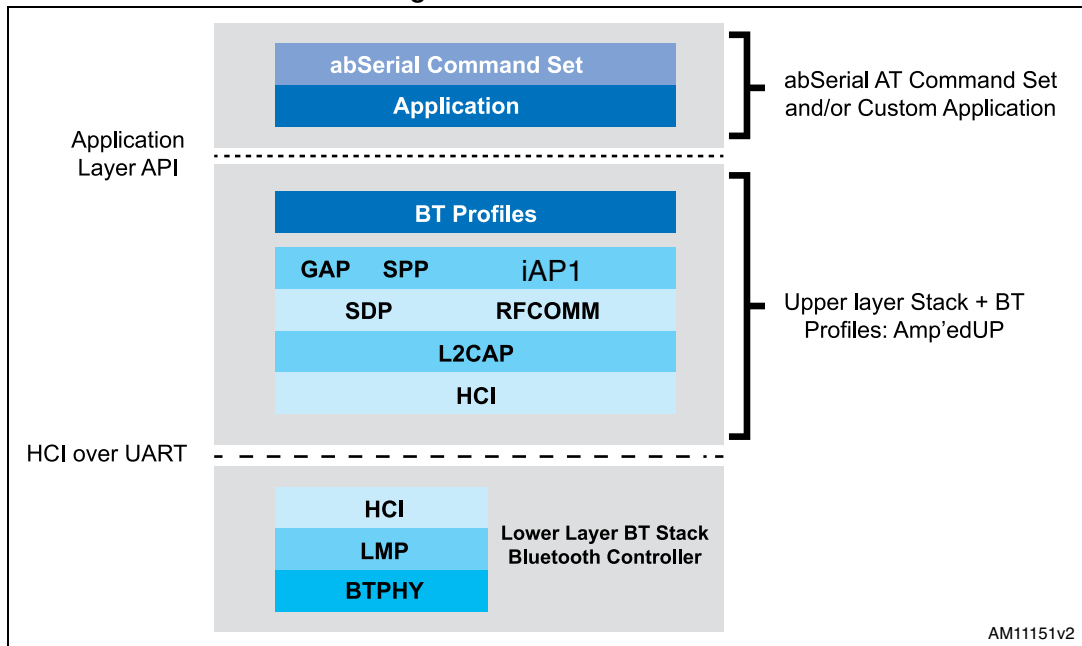 abSerial Command Set
Application
abSerial AT Command Set
and/or Custom Application
Application
Layer API
BT Profiles
GAP SPP iAP1
SDP RFCOMM
L2CAP
HCI
Upper layer Stack + BT
Profiles: Amp'edUP
HCI over UART
HCI
LMP
BTPHY
Lower Layer BT Stack
Bluetooth Controller
AM11151v2